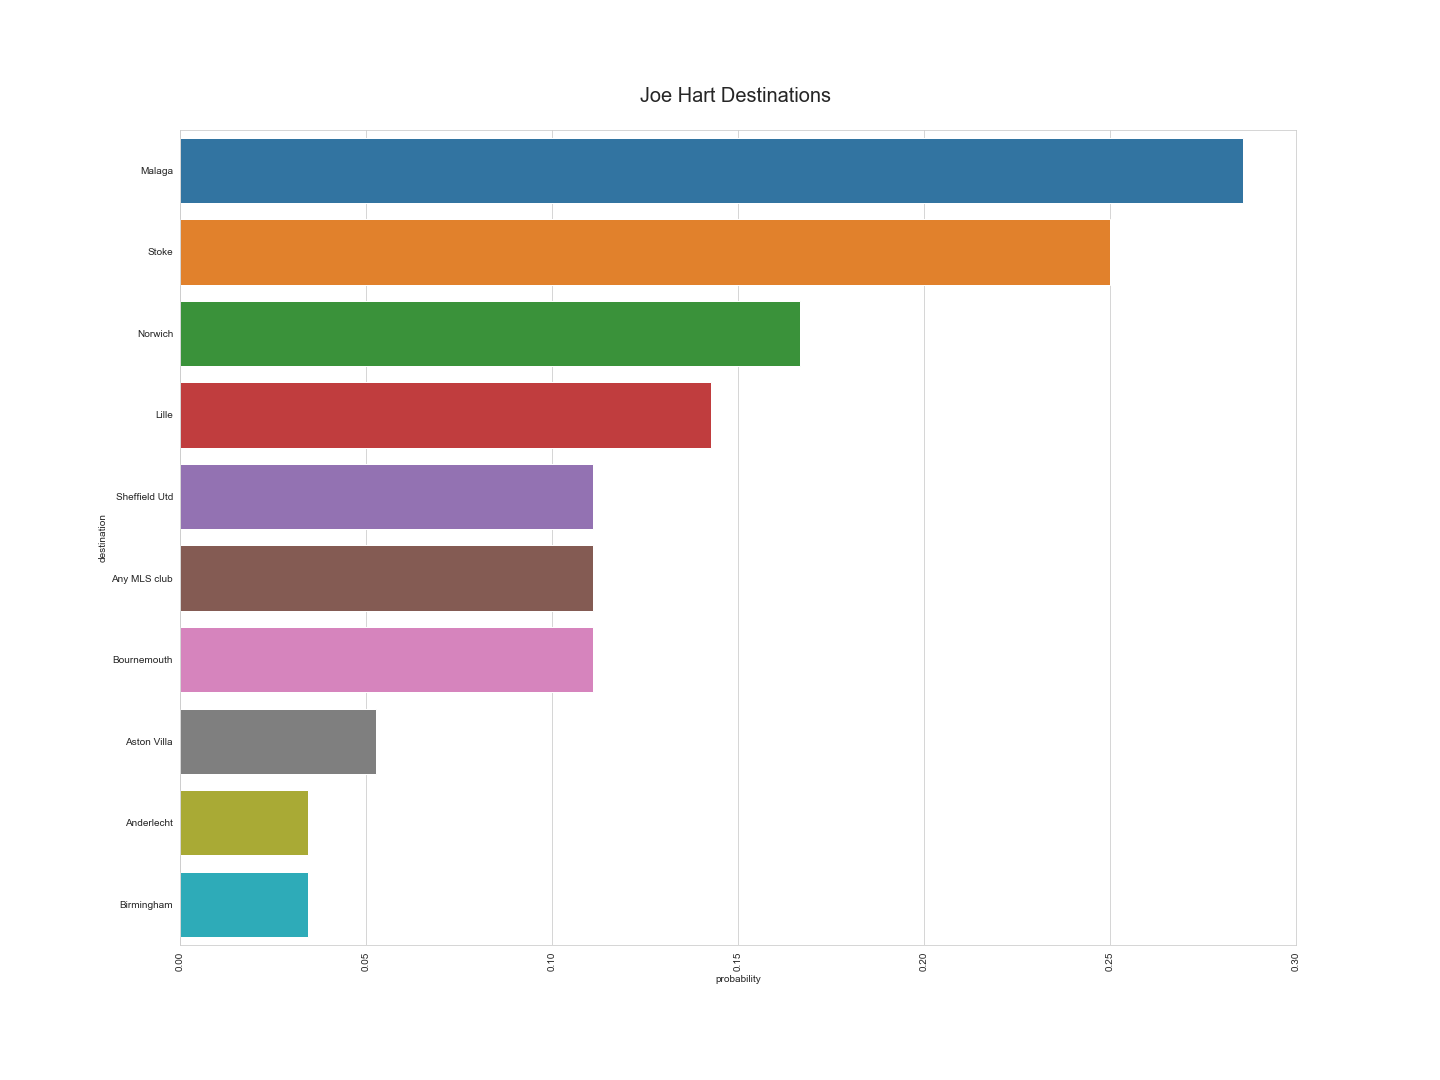 Joe Hart Destinations
Malaga
Stoke
Norwich
Lille
Sheffield Utd
Any MLS club
Bournemouth
Aston Villa
Anderlecht
Birmingham
destination
0.00
0.05
0.10
0.15
0.20
0.25
0.30
probability